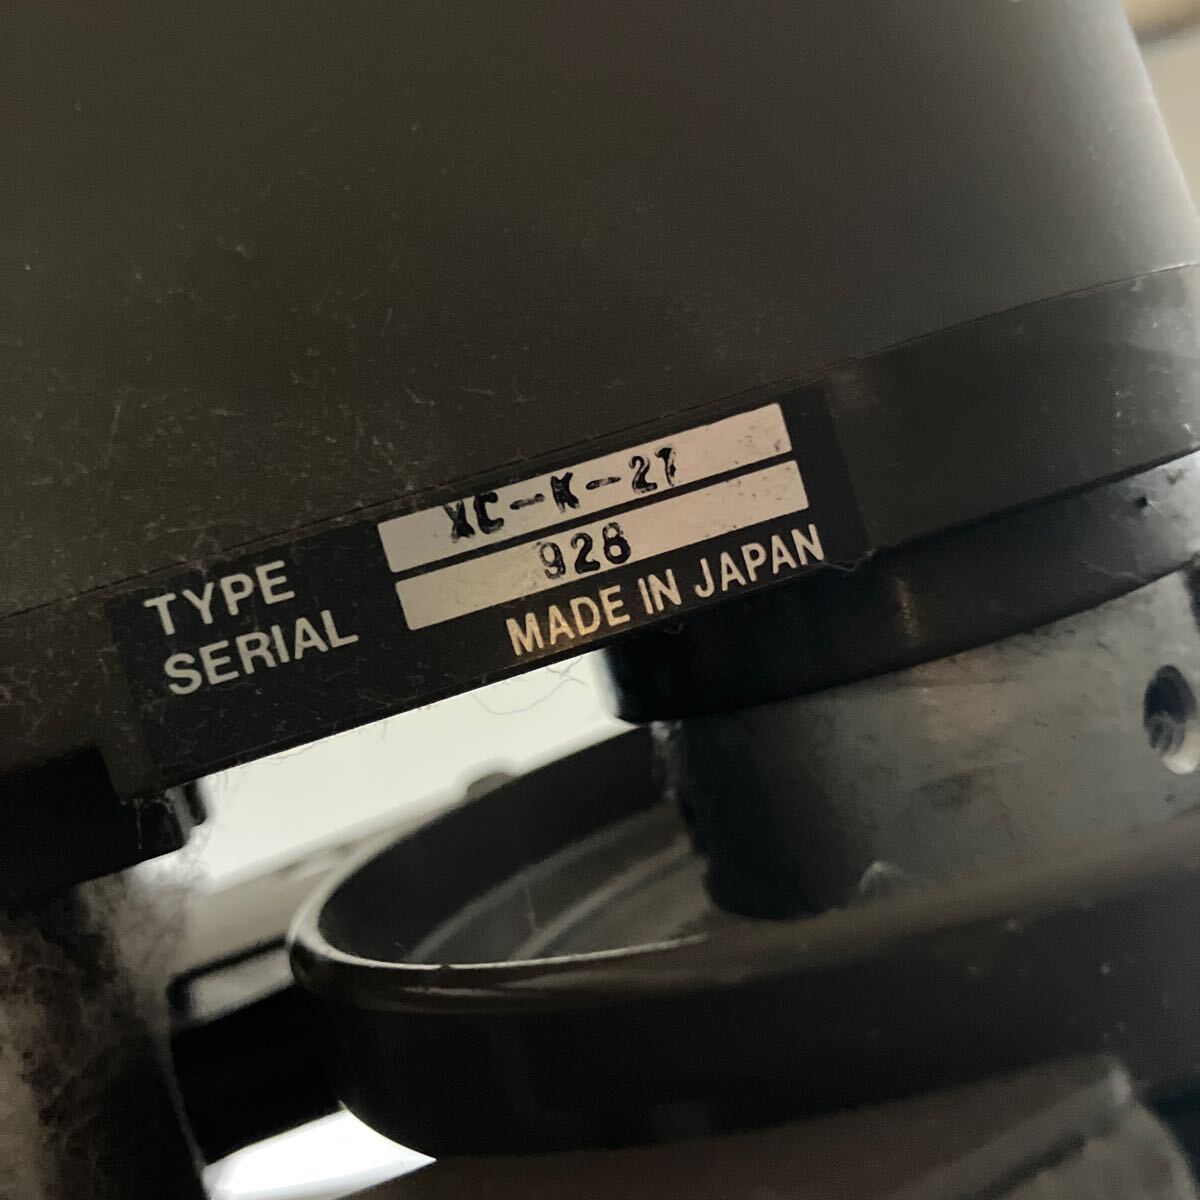 TYPE XC-K-27
SERIAL 928
MADE IN JAPAN